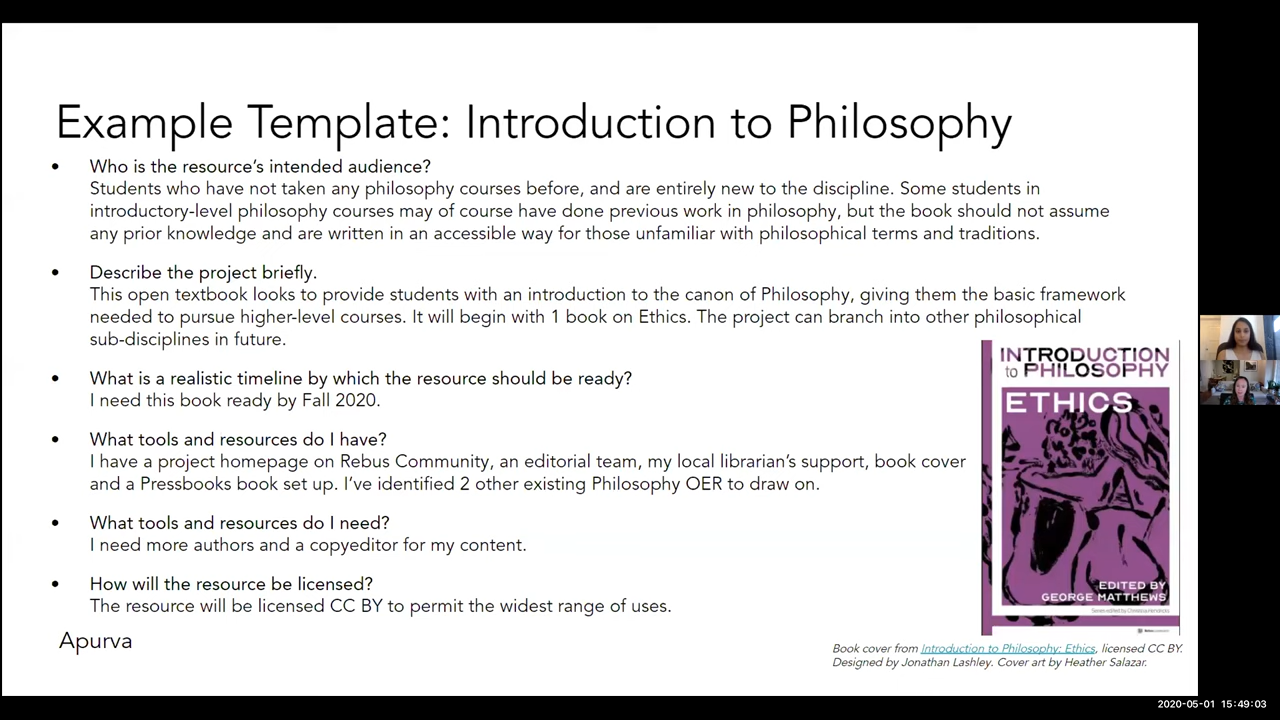 Example Template: Introduction to Philosophy
• Who is the resource's intended audience?
Students who have not taken any philosophy courses before, and are entirely new to the discipline. Some students in
introductory-level philosophy courses may of course have done previous work in philosophy, but the book should not assume
any prior knowledge and are written in an accessible way for those unfamiliar with philosophical terms and traditions.
• Describe the project briefly.
This open textbook looks to provide students with an introduction to the canon of Philosophy, giving them the basic framework
needed to pursue higher-level courses. It will begin with 1 book on Ethics. The project can branch into other philosophical
sub-disciplines in future.
• What is a realistic timeline by which the resource should be ready?
I need this book ready by Fall 2020.
• What tools and resources do I have?
I have a project homepage on Rebus Community, an editorial team, my local librarian's support, book cover
and a Pressbooks book set up. I've identified 2 other existing Philosophy OER to draw on.
• What tools and resources do I need?
I need more authors and a copyeditor for my content.
• How will the resource be licensed?
The resource will be licensed CC BY to permit the widest range of uses.
Apurva
INTRODUCTION
to PHILOSOPHY
ETHICS
EDITED BY
GEORGE MATTHEWS
Series edited by Christina Hendricks
Book cover from Introduction to Philosophy: Ethics, licensed CC BY.
Designed by Jonathan Lashley. Cover art by Heather Salazar.
2020-05-01 15:49:03